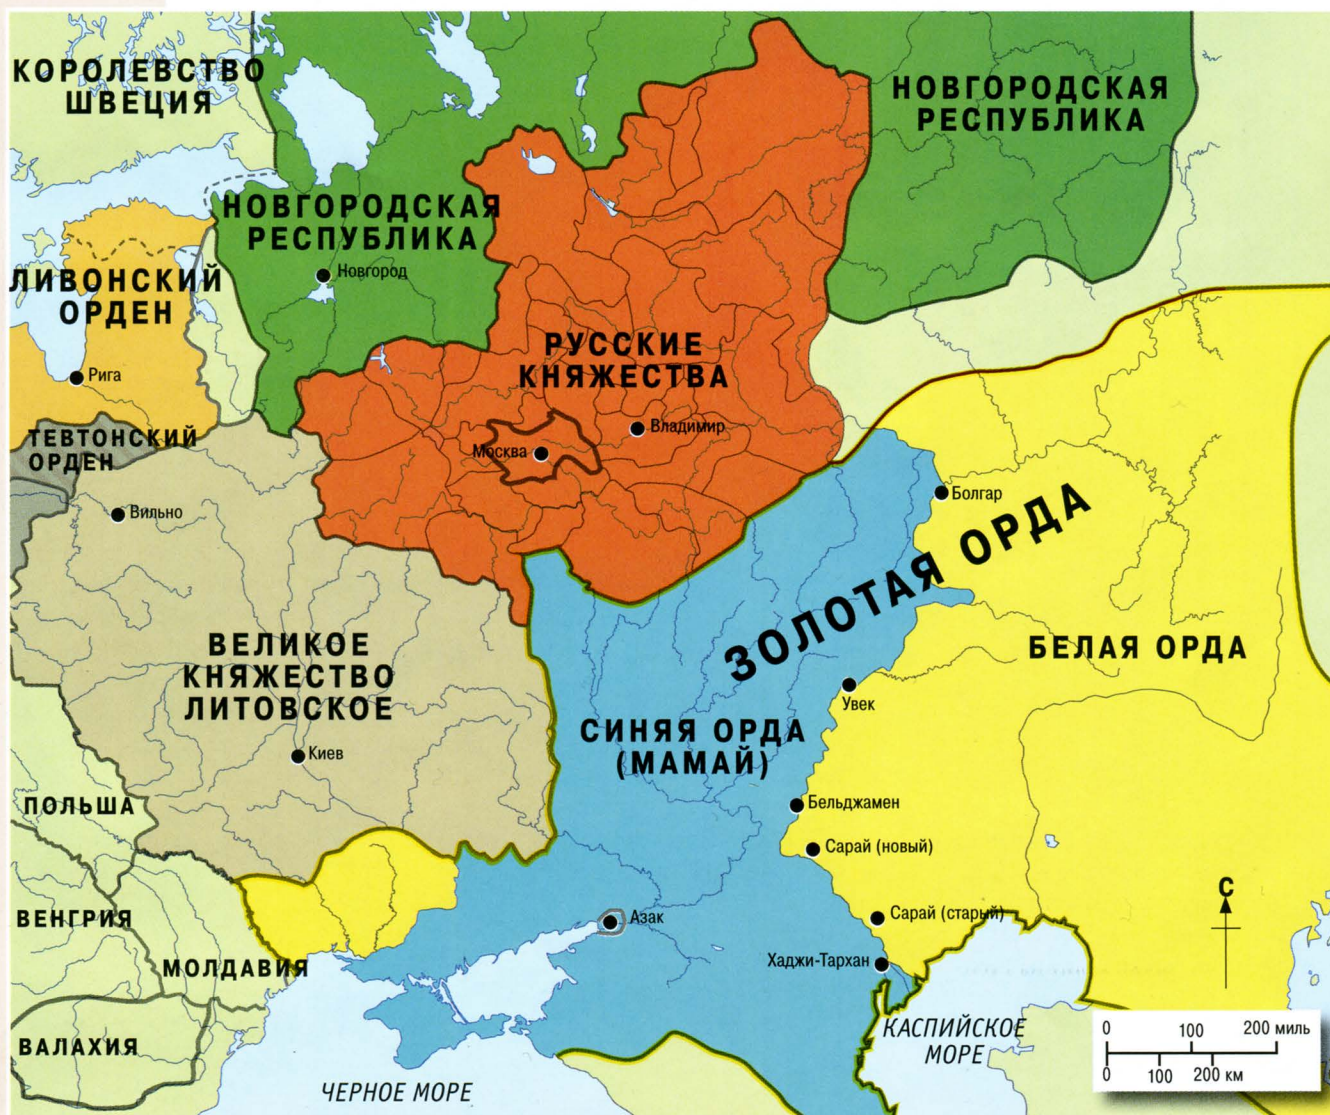 КОРОЛЕВСТВО
ШВЕЦИЯ
НОВГОРОДСКАЯ
РЕСПУБЛИКА
НОВГОРОДСКАЯ
РЕСПУБЛИКА
Новгород
ЛИВОНСКИЙ
ОРДЕН
Рига
РУССКИЕ
КНЯЖЕСТВА
Владимир
Москва
ТЕВТОНСКИЙ
ОРДЕН
Вильно
Болгар
ЗОЛОТАЯ ОРДА
БЕЛАЯ ОРДА
ВЕЛИКОЕ
КНЯЖЕСТВО
ЛИТОВСКОЕ
Киев
Увек
СИНЯЯ ОРДА
(МАМАЙ)
Бельджамен
Сарай (новый)
ПОЛЬША
ВЕНГРИЯ
МОЛДАВИЯ
ВАЛАХИЯ
Азак
Сарай (старый)
Хаджи-Тархан
С
КАСПИЙСКОЕ
МОРЕ
ЧЕРНОЕ МОРЕ
0 100 200 миль
0 100 200 км